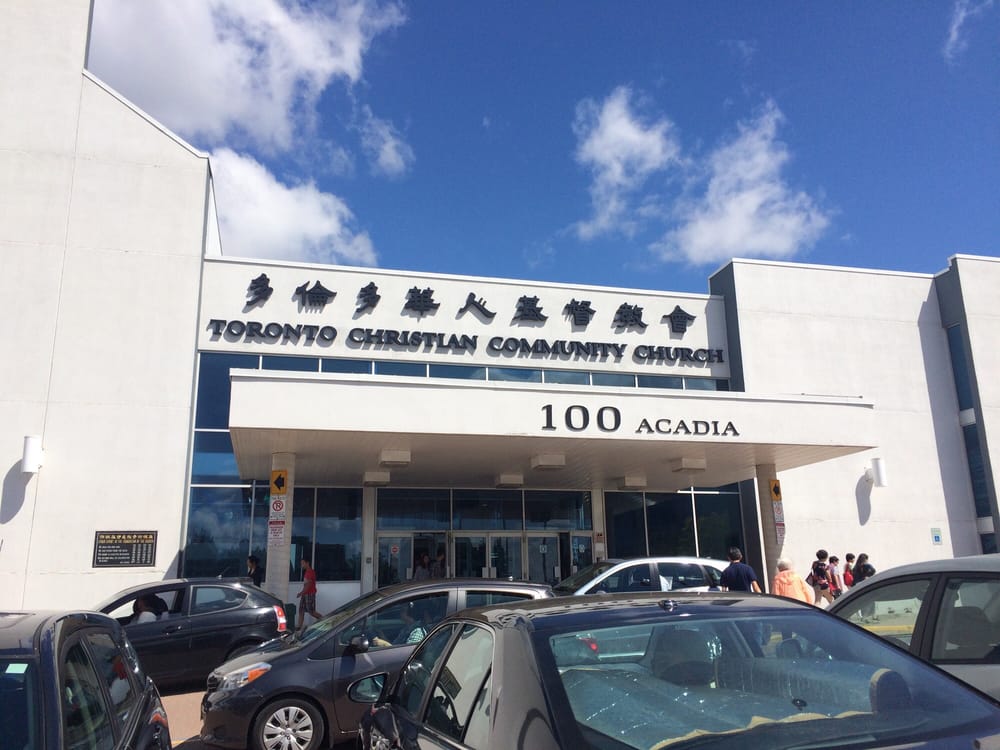 多倫多華人基督教會
TORONTO CHRISTIAN COMMUNITY CHURCH
100 ACADIA